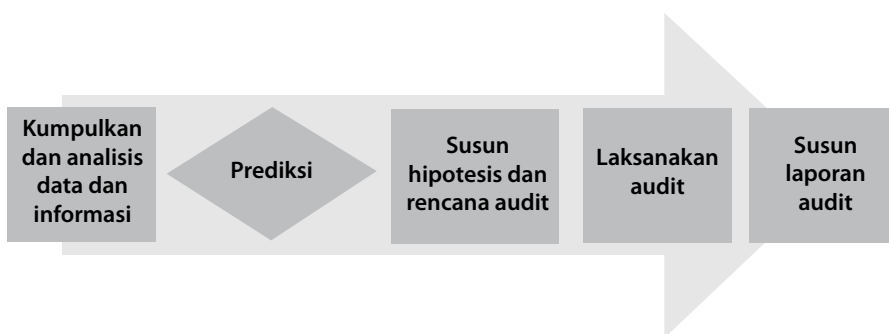 Kumpulkan
dan analisis
data dan
informasi
Prediksi
Susun
hipotesis dan
rencana audit
Laksanakan
audit
Susun
laporan
audit